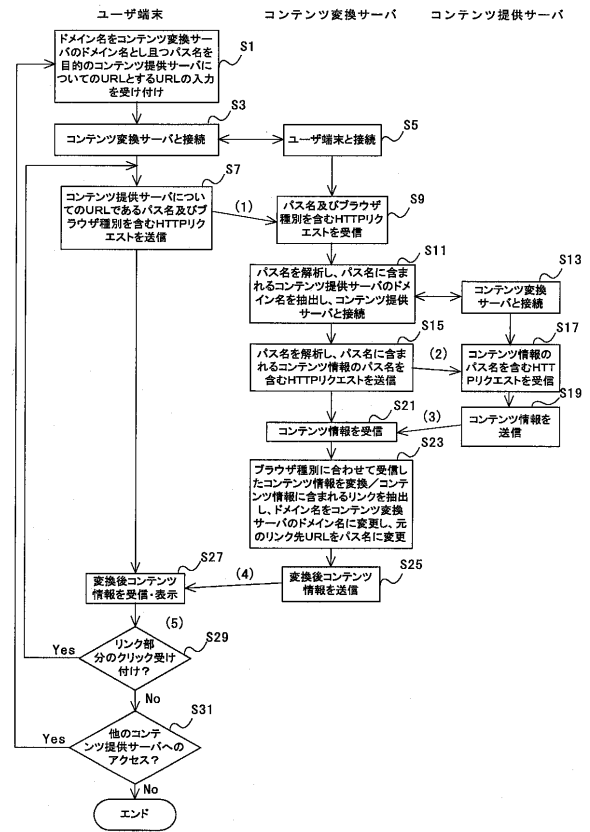 ユーザ端末
コンテンツ変換サーバ
コンテンツ提供サーバ
ドメイン名をコンテンツ変換サー
バのドメイン名とし且つパス名を
目的のコンテンツ提供サーバに
ついてのURLとするURLの入力
を受け付け
S1
S3
コンテンツ変換サーバと接続
ユーザ端末と接続
S5
S7
コンテンツ提供サーバについ
てのURLであるパス名及びブ
ラウザ種別を含むHTTPリク
エストを送信
(1)
パス名及びブラウザ
種別を含むHTTPリ
クエストを受信
S9
S11
パス名を解析し、パス名に含ま
れるコンテンツ提供サーバのドメ
イン名を抽出し、コンテンツ提供
サーバと接続
S13
コンテンツ変換
サーバと接続
S15
パス名を解析し、パス名に含ま
れるコンテンツ情報のパス名を
含むHTTPリクエストを送信
(2)
S17
コンテンツ情報の
パス名を含むHTT
Pリクエストを受信
S19
コンテンツ情報を
送信
(3)
S21
コンテンツ情報を受信
S23
ブラウザ種別に合わせて受信し
たコンテンツ情報を変換/コンテ
ンツ情報に含まれるリンクを抽出
し、ドメイン名をコンテンツ変換
サーバのドメイン名に変更し、元
のリンク先URLをパス名に変更
S25
変換後コンテンツ
情報を送信
(4)
S27
変換後コンテンツ
情報を受信・表示
(5)
S29
リンク部
分のクリック受け
付け?
Yes
No
S31
他のコンテ
ンツ提供サーバへの
アクセス?
Yes
No
エンド